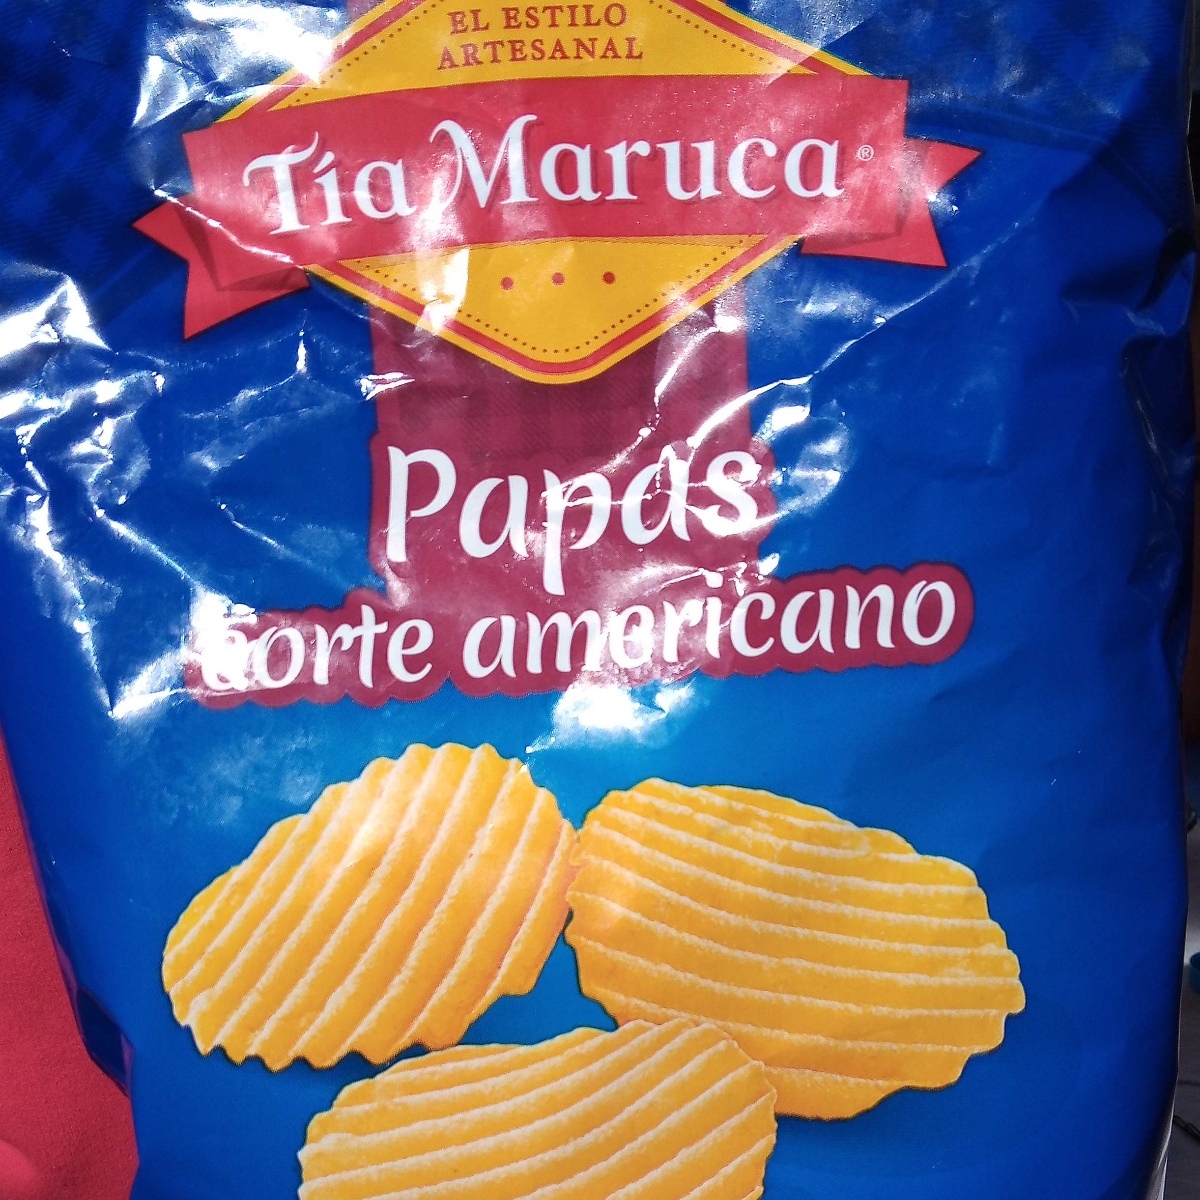 EL ESTILO
ARTESANAL
Tía Maruca®
Papas
corte americano